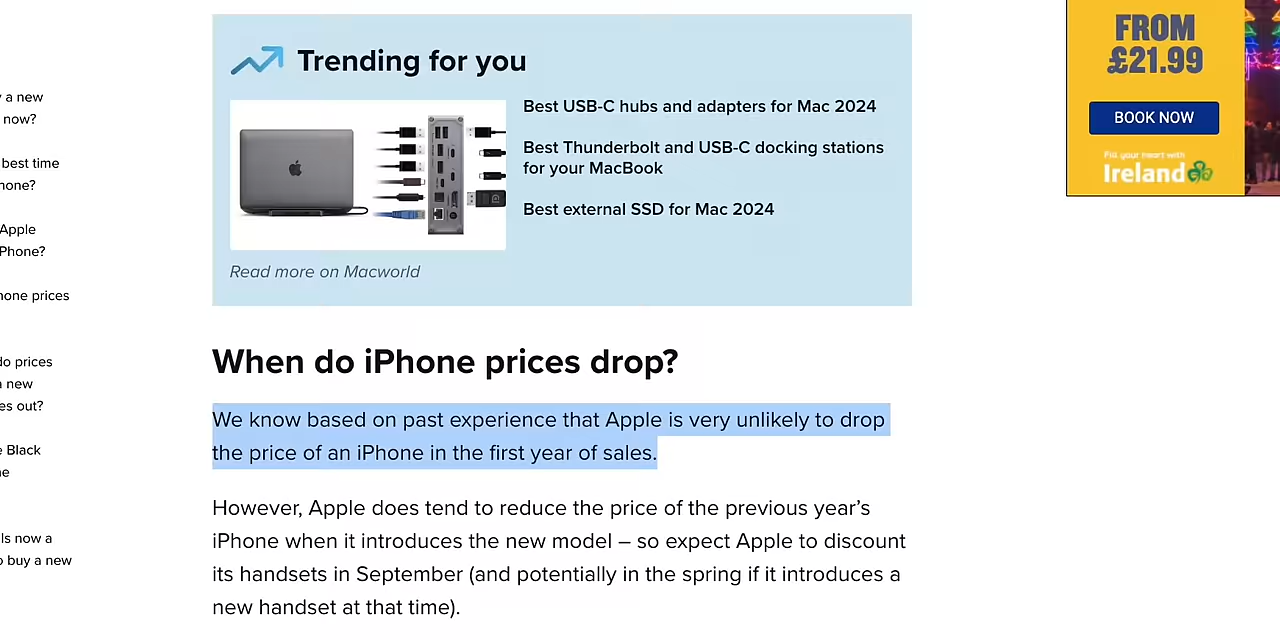 y a new
now?
best time
hone?
Apple
Phone?
hone prices
do prices
a new
es out?
e Black
ne
Is now a
o buy a new
Trending for you
Best USB-C hubs and adapters for Mac 2024
Best Thunderbolt and USB-C docking stations
for your MacBook
Best external SSD for Mac 2024
Read more on Macworld
When do iPhone prices drop?
We know based on past experience that Apple is very unlikely to drop
the price of an iPhone in the first year of sales.
However, Apple does tend to reduce the price of the previous year’s
iPhone when it introduces the new model – so expect Apple to discount
its handsets in September (and potentially in the spring if it introduces a
new handset at that time).
FROM
£21.99
BOOK NOW
Fill your heart with
Ireland